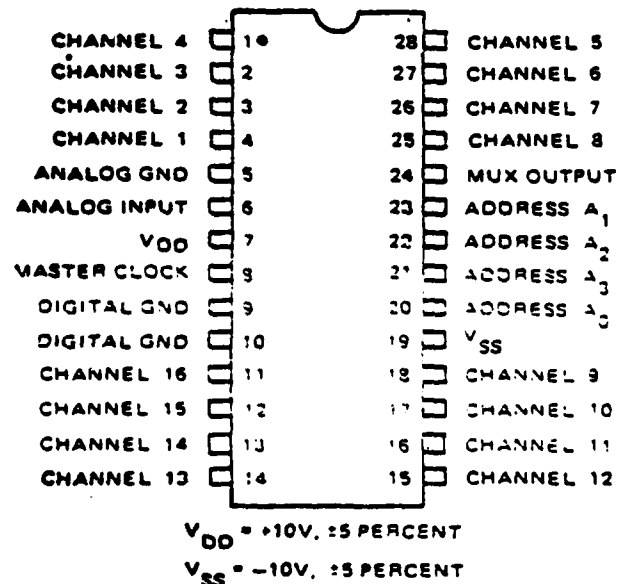 CHANNEL 4 1 28 CHANNEL 5
CHANNEL 3 2 27 CHANNEL 6
CHANNEL 2 3 26 CHANNEL 7
CHANNEL 1 4 25 CHANNEL 8
ANALOG GND 5 24 MUX OUTPUT
ANALOG INPUT 6 23 ADDRESS A1
VDD 7 22 ADDRESS A2
MASTER CLOCK 8 21 ADDRESS A3
DIGITAL GND 9 20 ADDRESS A0
DIGITAL GND 10 19 VSS
CHANNEL 16 11 18 CHANNEL 9
CHANNEL 15 12 17 CHANNEL 10
CHANNEL 14 13 16 CHANNEL 11
CHANNEL 13 14 15 CHANNEL 12
VDD = +10V, ±5 PERCENT
VSS = -10V, ±5 PERCENT